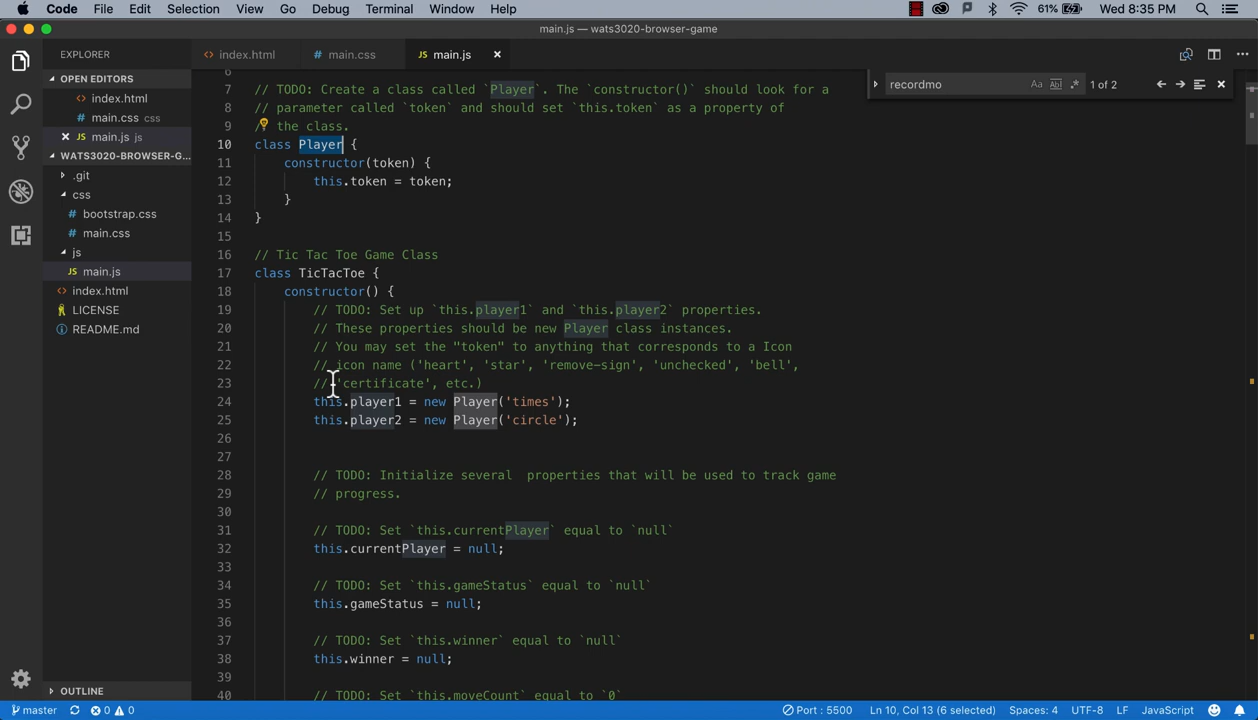 Code File Edit Selection View Go Debug Terminal Window Help 61% Wed 8:35 PM
main.js — wats3020-browser-game
EXPLORER
OPEN EDITORS
index.html
main.css css
main.js js
WATS3020-BROWSER-G...
.git
css
bootstrap.css
main.css
js
main.js
index.html
LICENSE
README.md
OUTLINE
index.html main.css main.js
recordmo 1 of 2
6
7 // TODO: Create a class called `Player`. The `constructor()` should look for a
8 // parameter called `token` and should set `this.token` as a property of
9 // the class.
10 class Player {
11 constructor(token) {
12 this.token = token;
13 }
14 }
15
16 // Tic Tac Toe Game Class
17 class TicTacToe {
18 constructor() {
19 // TODO: Set up `this.player1` and `this.player2` properties.
20 // These properties should be new Player class instances.
21 // You may set the "token" to anything that corresponds to a Icon
22 // icon name ('heart', 'star', 'remove-sign', 'unchecked', 'bell',
23 // 'certificate', etc.)
24 this.player1 = new Player('times');
25 this.player2 = new Player('circle');
26
27
28 // TODO: Initialize several  properties that will be used to track game
29 // progress.
30
31 // TODO: Set `this.currentPlayer` equal to `null`
32 this.currentPlayer = null;
33
34 // TODO: Set `this.gameStatus` equal to `null`
35 this.gameStatus = null;
36
37 // TODO: Set `this.winner` equal to `null`
38 this.winner = null;
39
40 // TODO: Set `this.moveCount` equal to `0`
master 0 0 Port : 5500 Ln 10, Col 13 (6 selected) Spaces: 4 UTF-8 LF JavaScript